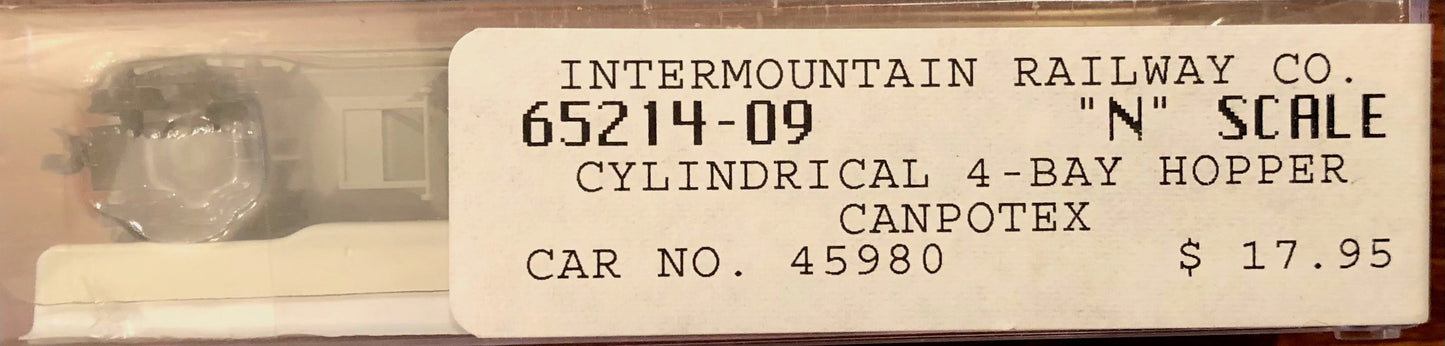 INTERMOUNTAIN RAILWAY CO.
65214-09 "N" SCALE
CYLINDRICAL 4-BAY HOPPER
CANPOTEX
CAR NO. 45980 $ 17.95